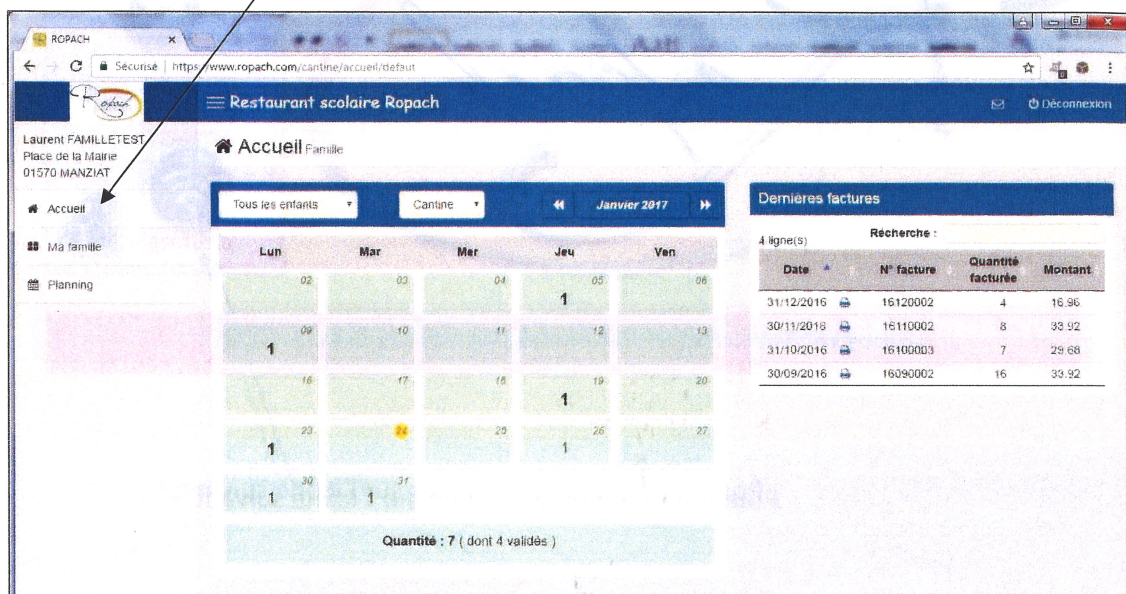 ROPACH
Sécurisé https://www.ropach.com/cantine/accueil/defaut
Ropach
Restaurant scolaire Ropach
Déconnexion
Laurent FAMILLETEST
Place de la Mairie
01570 MANZIAT
Accueil
Ma famille
Planning
Accueil Famille
Tous les enfants Cantine Janvier 2017
Lun Mar Mer Jeu Ven
02 03 04 05 06
1
09 10 11 12 13
1
16 17 18 19 20
1
23 24 25 26 27
1 1
30 31
1 1
Quantité : 7 ( dont 4 validés )
Dernières factures
4 ligne(s) Recherche :
Date N° facture Quantité facturée Montant
31/12/2016 16120002 4 16.96
30/11/2016 16110002 8 33.92
31/10/2016 16100003 7 29.68
30/09/2016 16090002 16 33.92